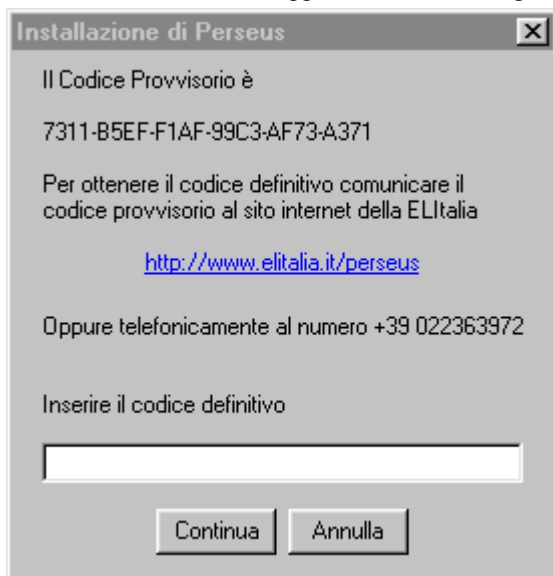 Installazione di Perseus
Il Codice Provvisorio è
7311-B5EF-F1AF-99C3-AF73-A371
Per ottenere il codice definitivo comunicare il
codice provvisorio al sito internet della ELItalia
http://www.elitalia.it/perseus
Oppure telefonicamente al numero +39 022363972
Inserire il codice definitivo
Continua Annulla